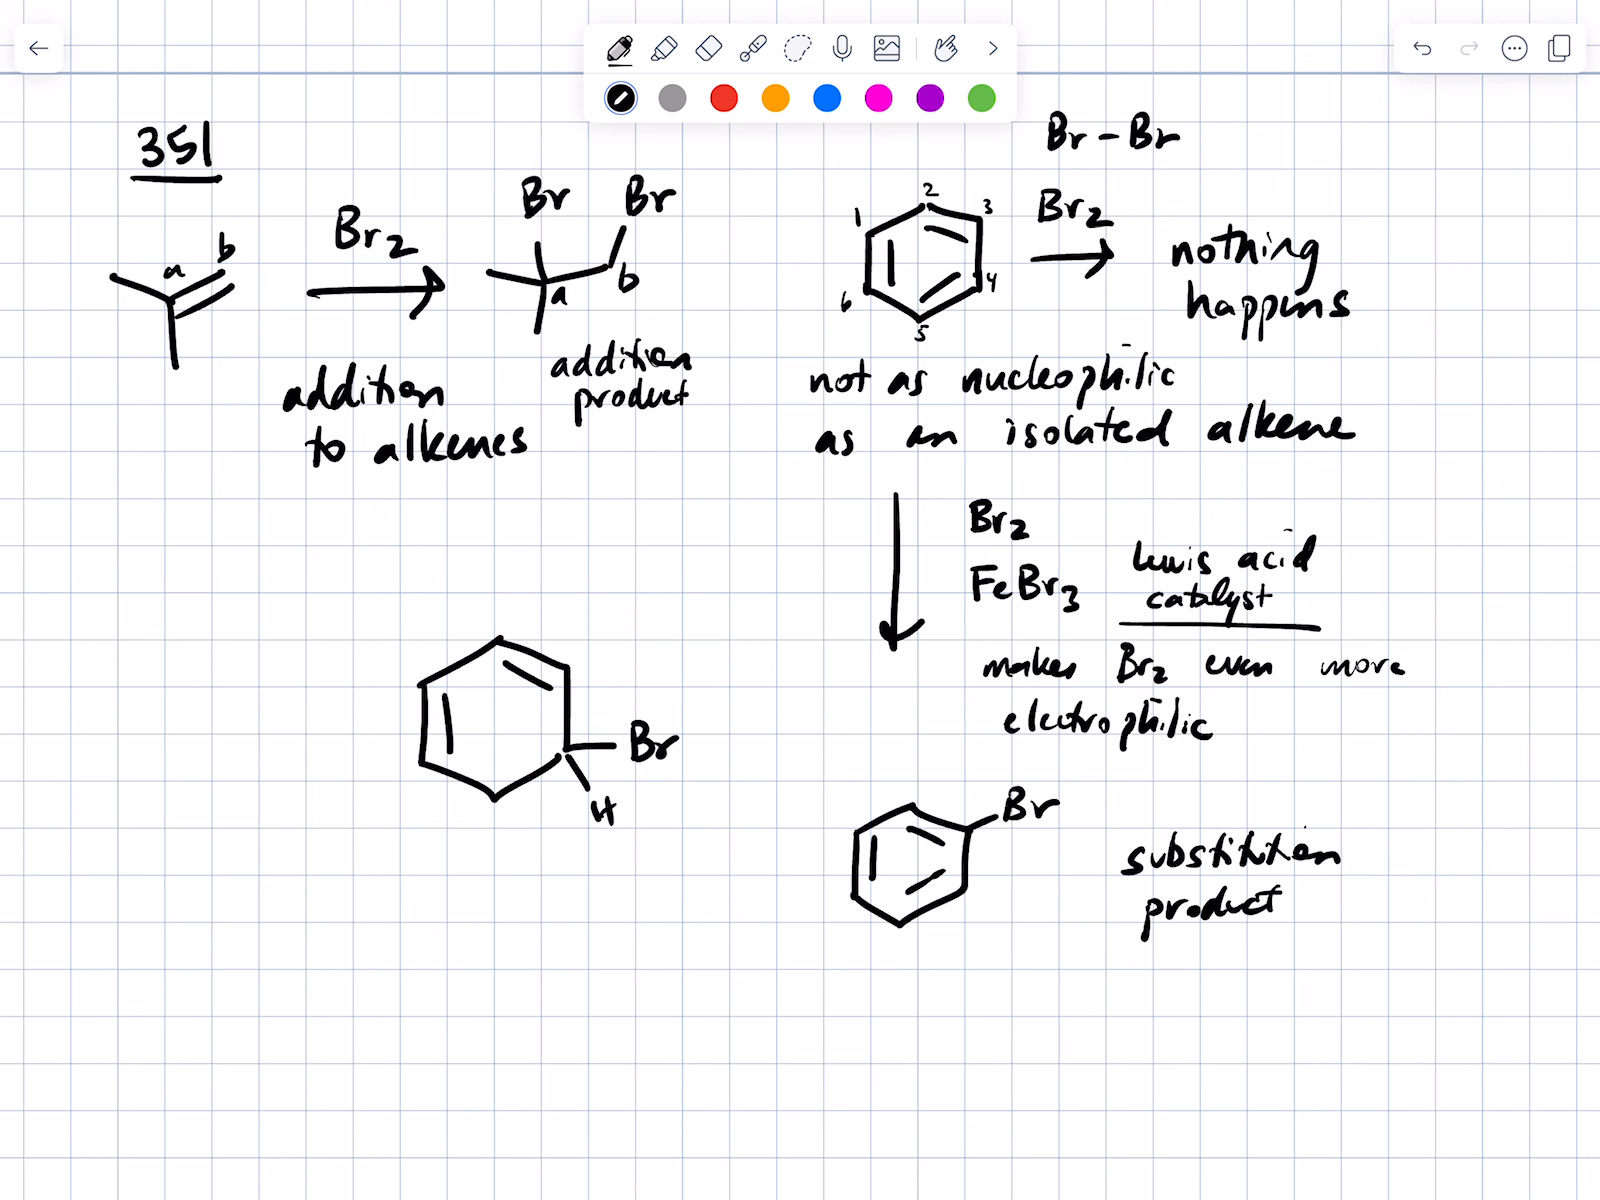 351
a b
Br2
Br Br
a b
addition
to alkenes
addition
product
Br - Br
1 2 3 4 5 6
Br2
nothing
happens
not as nucleophilic
as an isolated alkene
Br2
FeBr3
Lewis acid
catalyst
makes Br2 even more
electrophilic
Br
H
Br
substitution
product